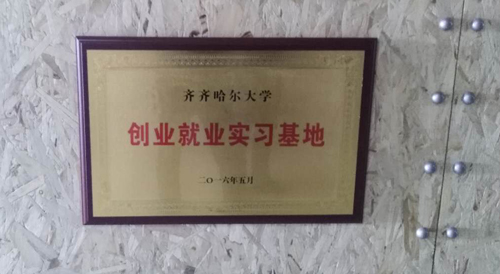 齐齐哈尔大学
创业就业实习基地
二〇一六年五月